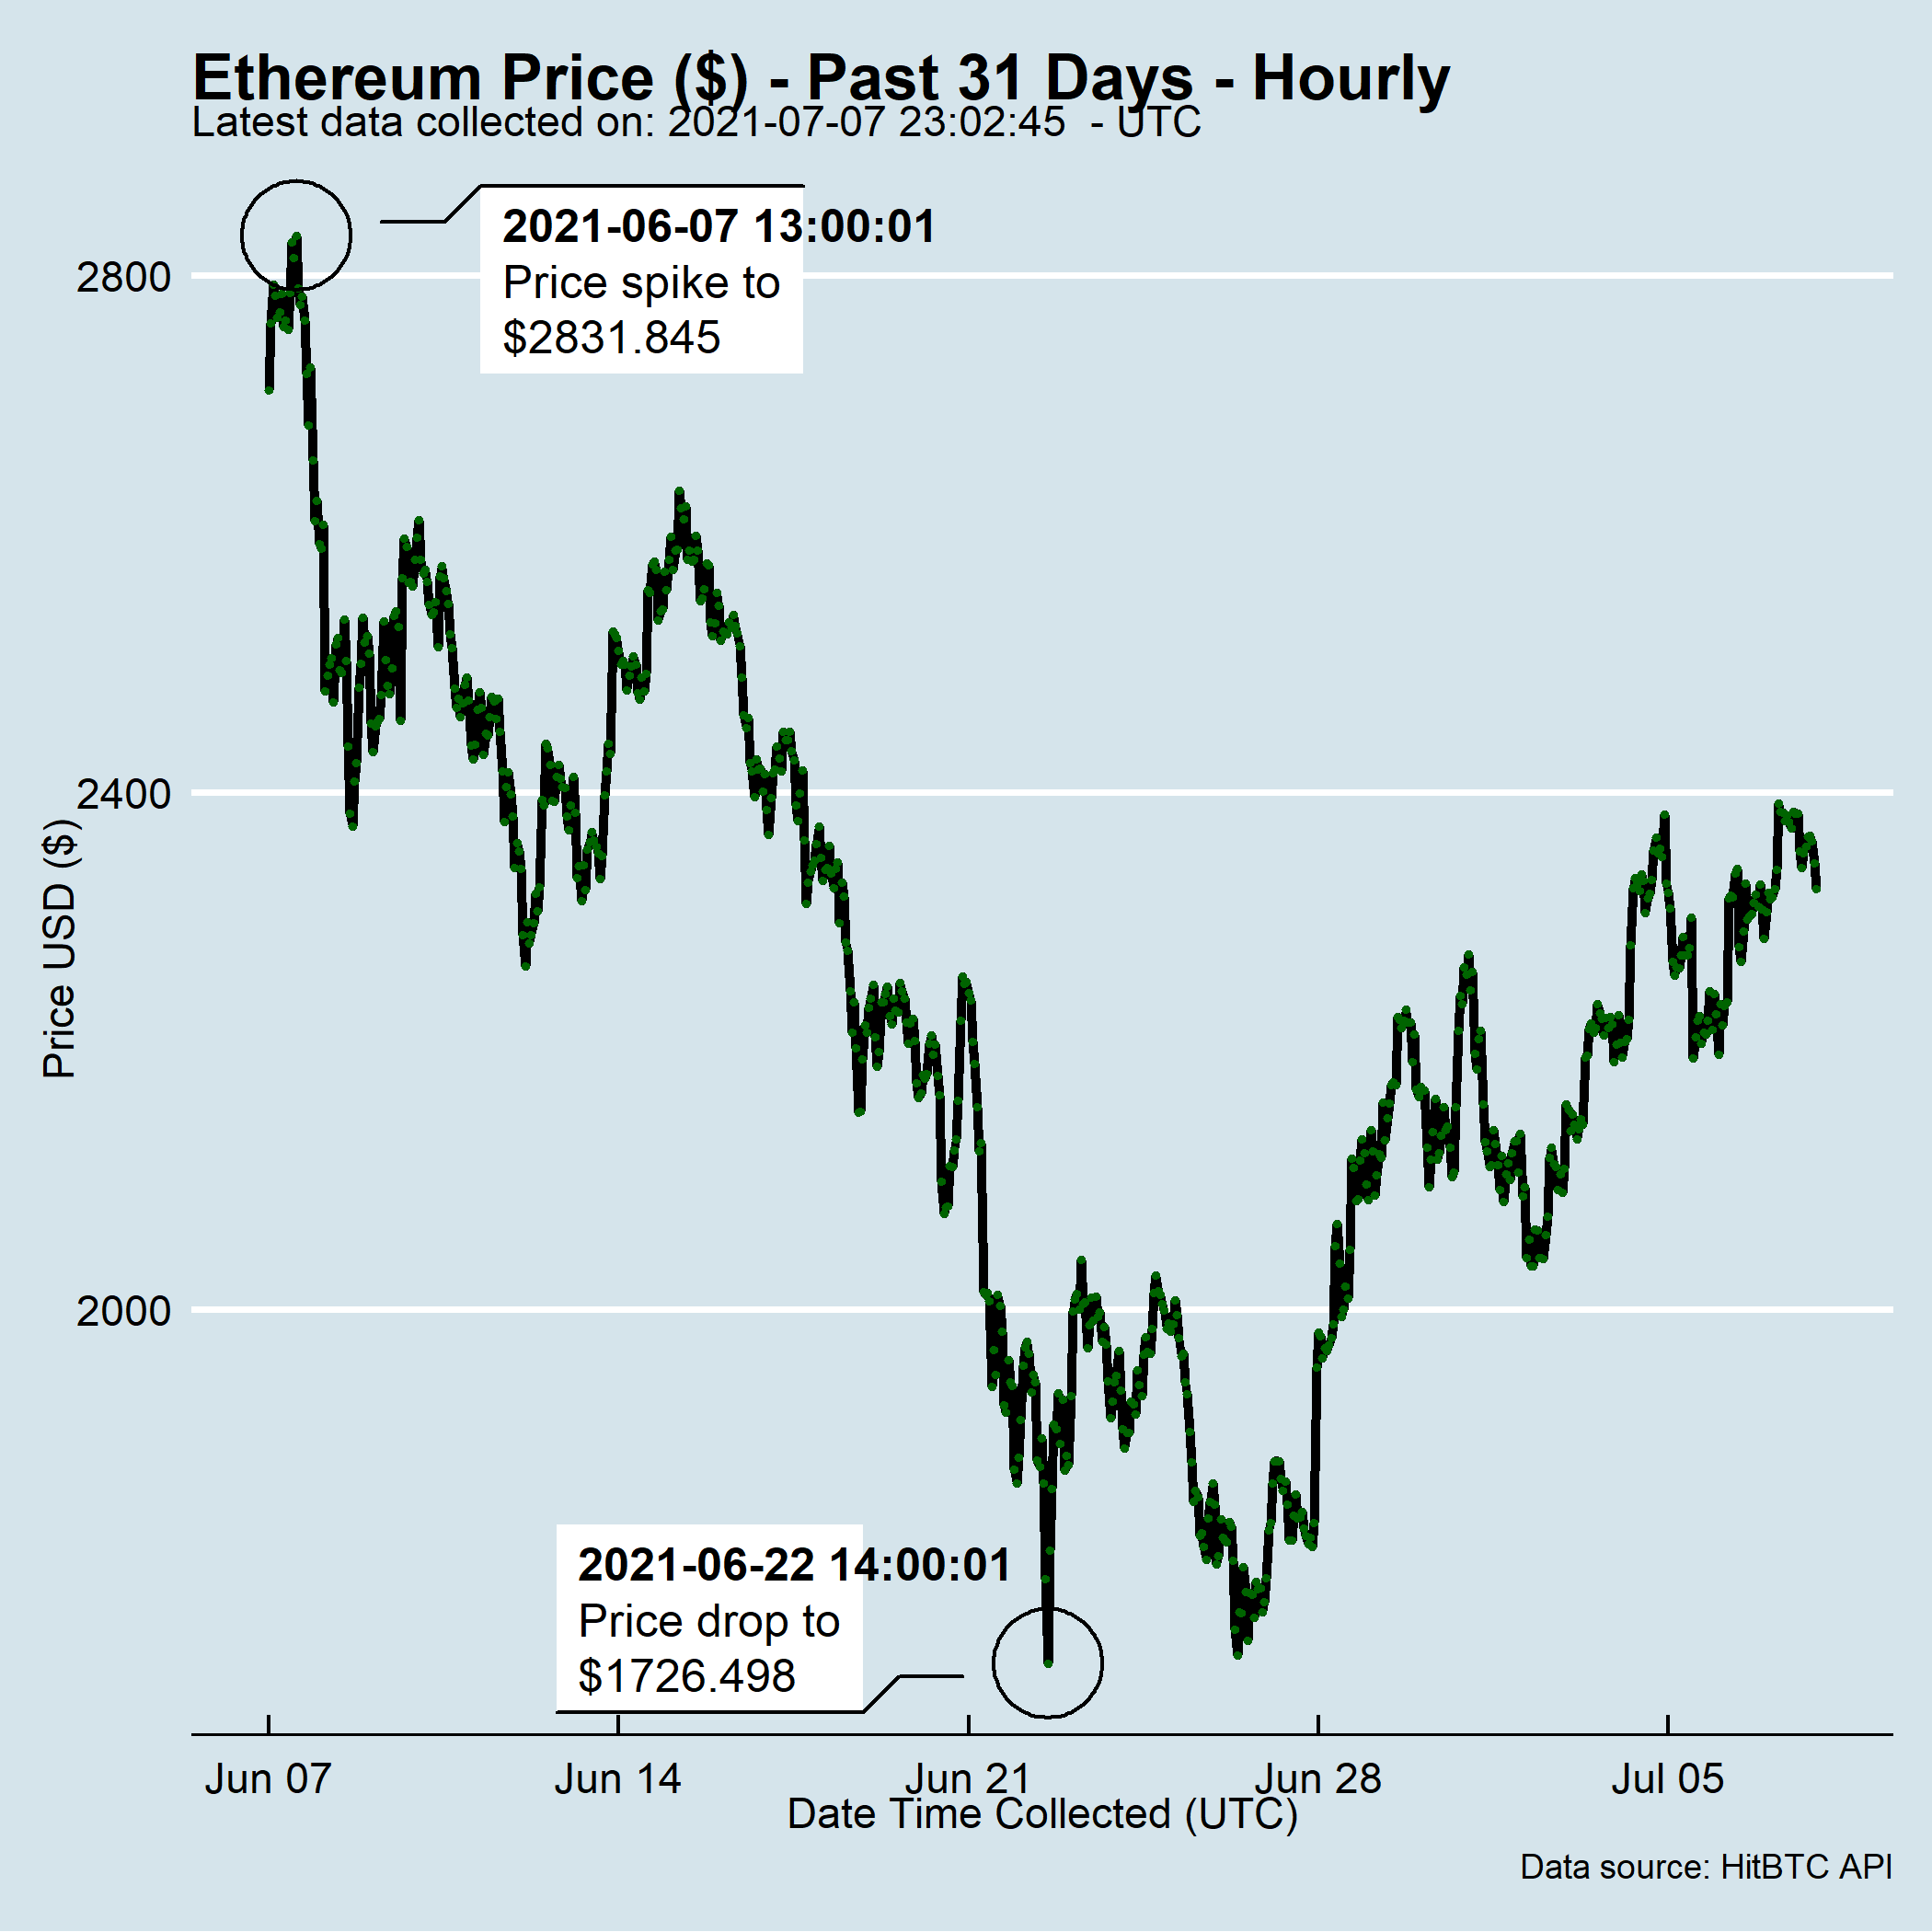 Ethereum Price ($) - Past 31 Days - Hourly
Latest data collected on: 2021-07-07 23:02:45  - UTC
2021-06-07 13:00:01
Price spike to
$2831.845
2800
2400
2000
Price USD ($)
2021-06-22 14:00:01
Price drop to
$1726.498
Jun 07
Jun 14
Jun 21
Jun 28
Jul 05
Date Time Collected (UTC)
Data source: HitBTC API